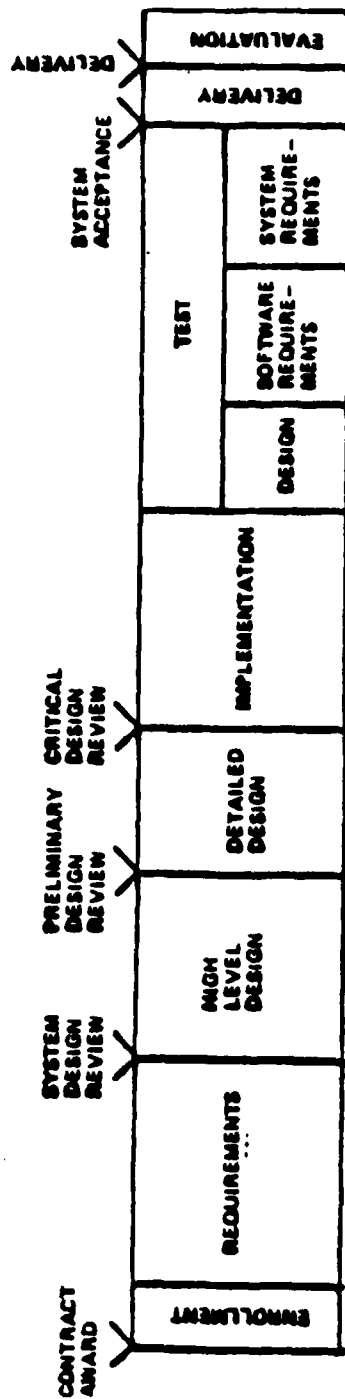 CONTRACT
AWARD
SYSTEM
DESIGN
REVIEW
PRELIMINARY
DESIGN
REVIEW
CRITICAL
DESIGN
REVIEW
SYSTEM
ACCEPTANCE
DELIVERY
ENROLLMENT
REQUIREMENTS
...
HIGH
LEVEL
DESIGN
DETAILED
DESIGN
IMPLEMENTATION
TEST
DESIGN
SOFTWARE
REQUIRE-
MENTS
SYSTEM
REQUIRE-
MENTS
DELIVERY
EVALUATION